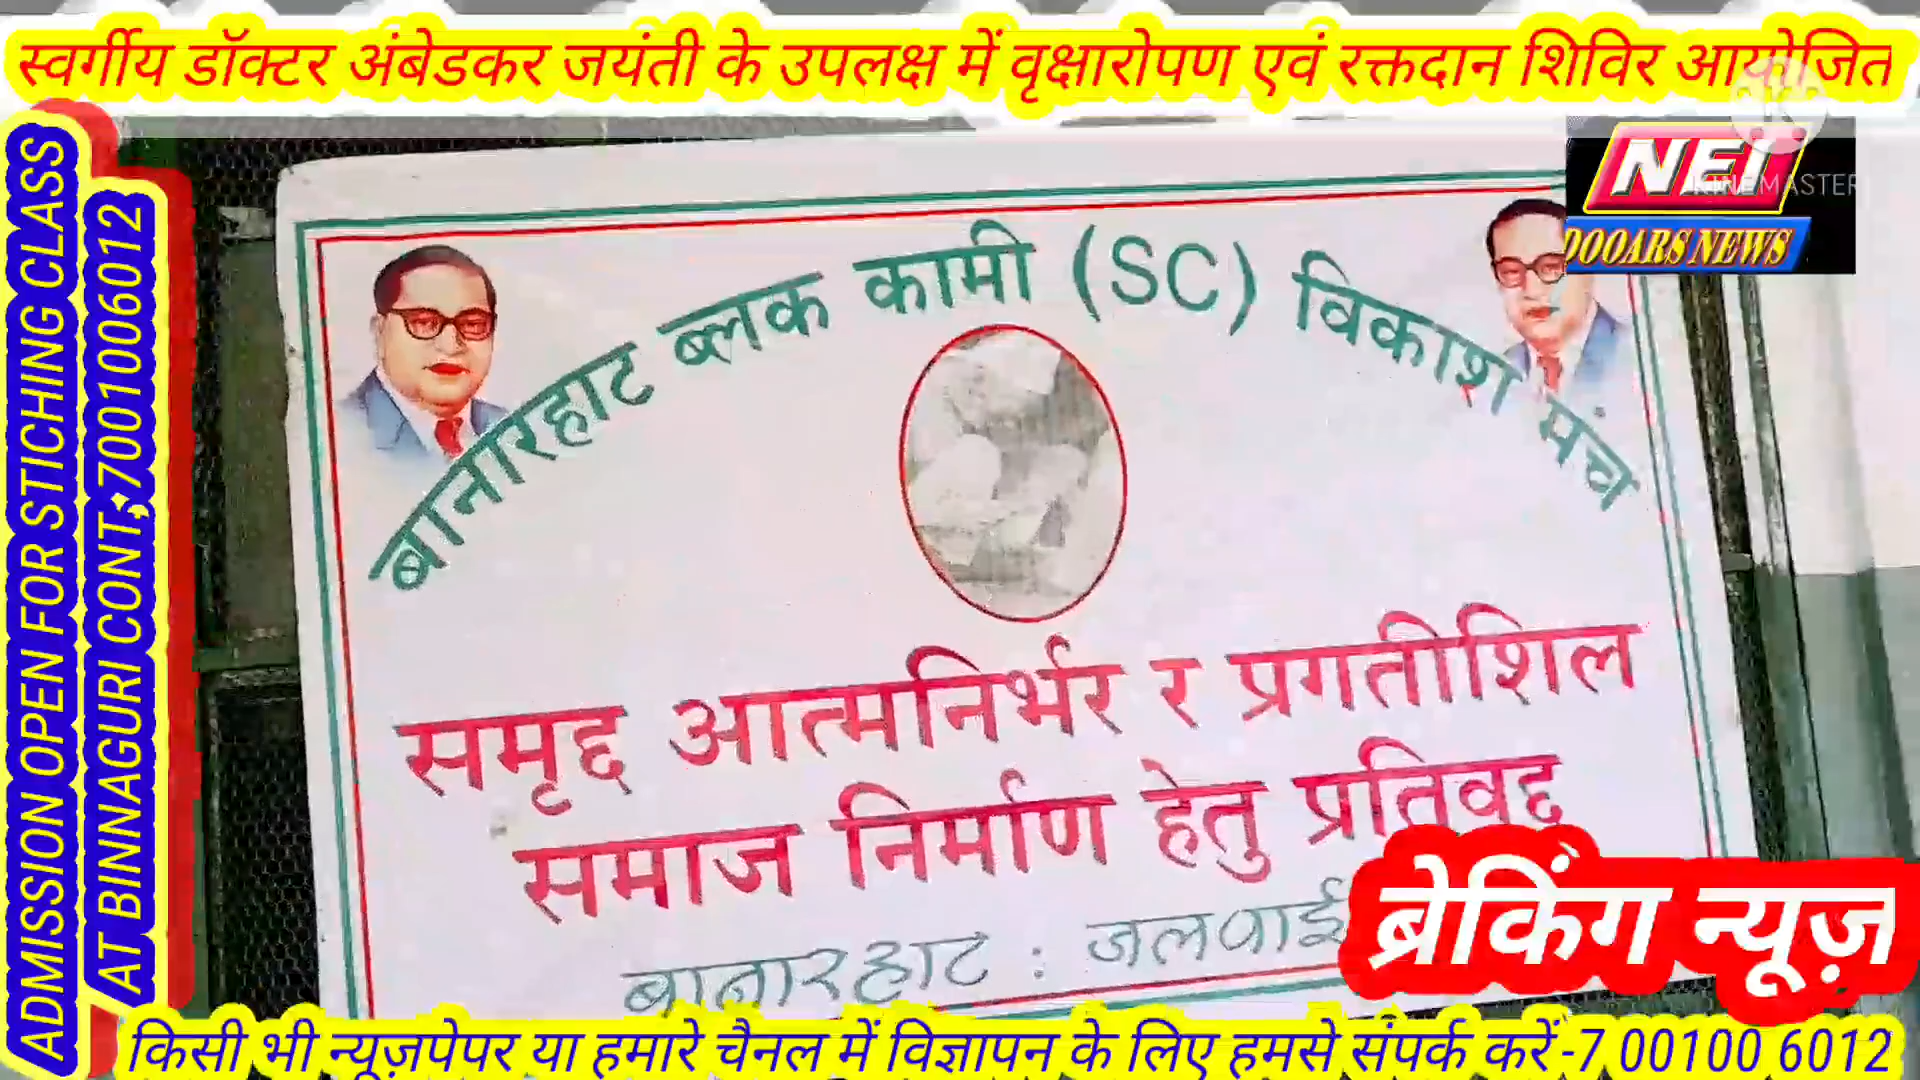 स्वर्गीय डॉक्टर अंबेडकर जयंती के उपलक्ष में वृक्षारोपण एवं रक्तदान शिविर आयोजित
NEI
KINEMASTER
DOOARS NEWS
ADMISSION OPEN FOR STICHING CLASS
AT BINNAGURI CONT;7001006012
बानारहाट ब्लक कामी (SC) विकाश मंच
समृद्द आत्मनिर्भर र प्रगतीशिल
समाज निर्माण हेतु प्रतिवद्द
बानारहाट : जलपाई
ब्रेकिंग न्यूज़
किसी भी न्यूज़पेपर या हमारे चैनल में विज्ञापन के लिए हमसे संपर्क करें-7 00100 6012